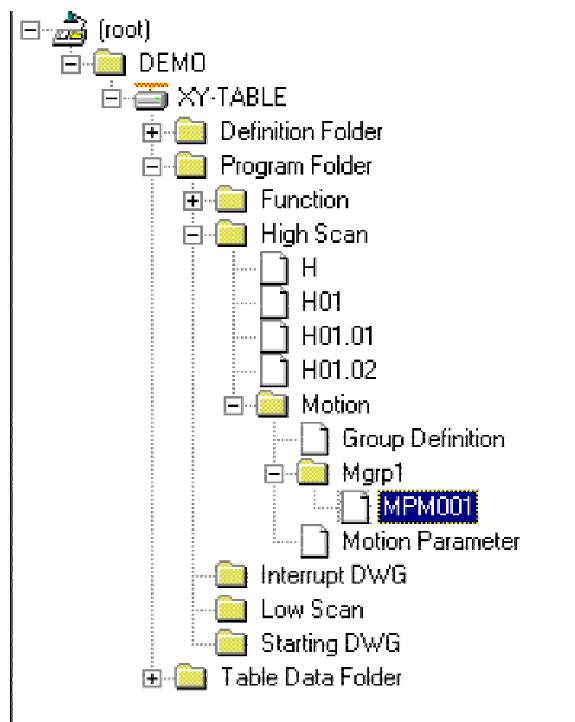 (root)
DEMO
XY-TABLE
Definition Folder
Program Folder
Function
High Scan
H
H01
H01.01
H01.02
Motion
Group Definition
Mgrp1
MPM001
Motion Parameter
Interrupt DWG
Low Scan
Starting DWG
Table Data Folder